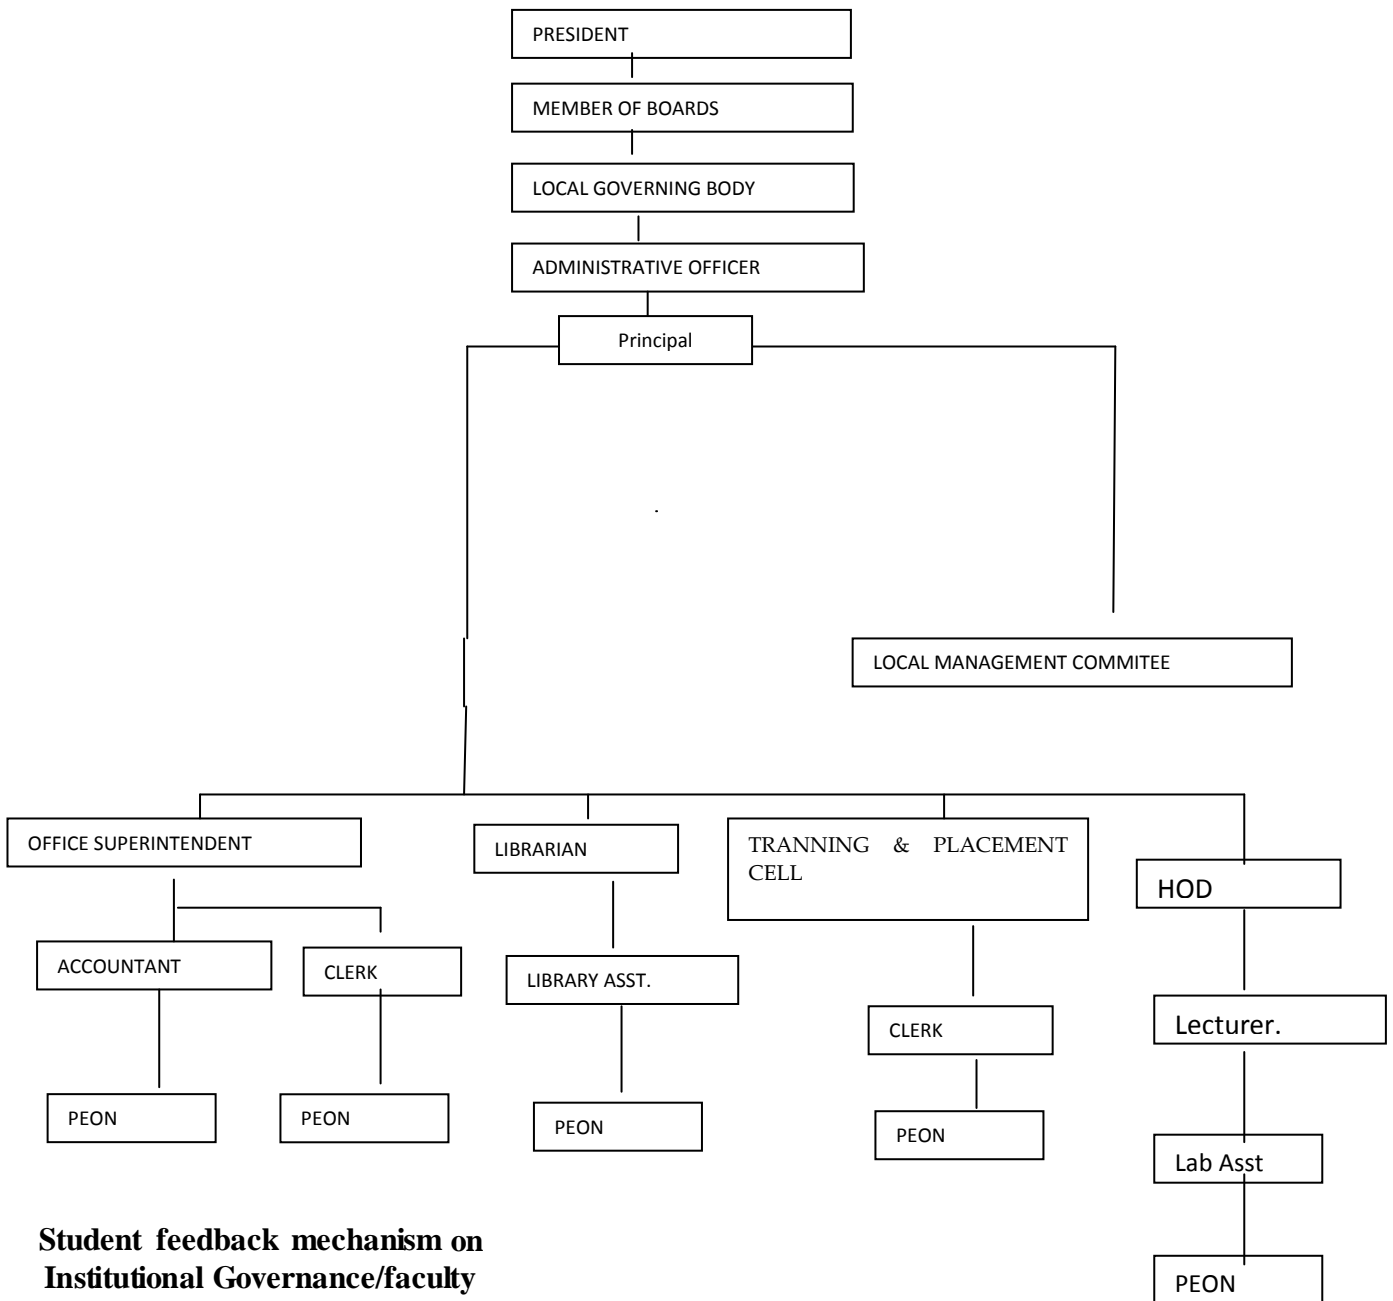 PRESIDENT
MEMBER OF BOARDS
LOCAL GOVERNING BODY
ADMINISTRATIVE OFFICER
Principal
.
LOCAL MANAGEMENT COMMITEE
OFFICE SUPERINTENDENT
LIBRARIAN
TRANNING & PLACEMENT
CELL
HOD
ACCOUNTANT
CLERK
LIBRARY ASST.
CLERK
Lecturer.
PEON
PEON
PEON
PEON
Lab Asst
PEON
Student feedback mechanism on
Institutional Governance/faculty